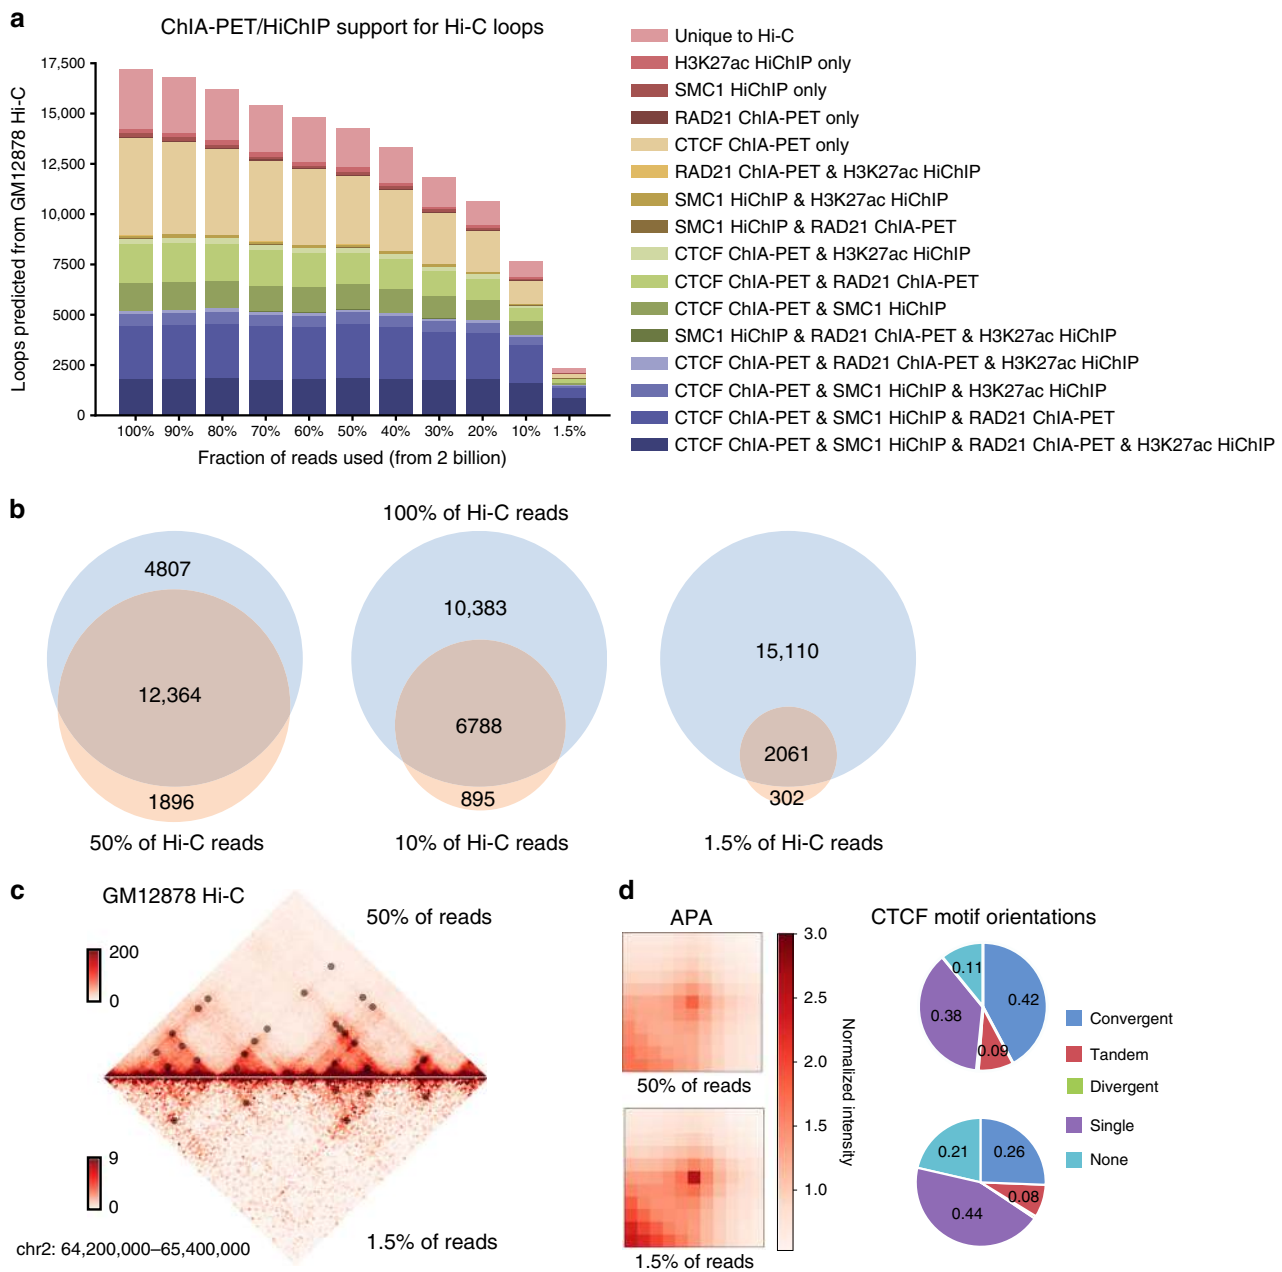 a
ChIA-PET/HiChIP support for Hi-C loops
Loops predicted from GM12878 Hi-C
17,500
15,000
12,500
10,000
7500
5000
2500
0
100% 90% 80% 70% 60% 50% 40% 30% 20% 10% 1.5%
Fraction of reads used (from 2 billion)
Unique to Hi-C
H3K27ac HiChIP only
SMC1 HiChIP only
RAD21 ChIA-PET only
CTCF ChIA-PET only
RAD21 ChIA-PET & H3K27ac HiChIP
SMC1 HiChIP & H3K27ac HiChIP
SMC1 HiChIP & RAD21 ChIA-PET
CTCF ChIA-PET & H3K27ac HiChIP
CTCF ChIA-PET & RAD21 ChIA-PET
CTCF ChIA-PET & SMC1 HiChIP
SMC1 HiChIP & RAD21 ChIA-PET & H3K27ac HiChIP
CTCF ChIA-PET & RAD21 ChIA-PET & H3K27ac HiChIP
CTCF ChIA-PET & SMC1 HiChIP & H3K27ac HiChIP
CTCF ChIA-PET & SMC1 HiChIP & RAD21 ChIA-PET
CTCF ChIA-PET & SMC1 HiChIP & RAD21 ChIA-PET & H3K27ac HiChIP
b
100% of Hi-C reads
4807
12,364
1896
50% of Hi-C reads
10,383
6788
895
10% of Hi-C reads
15,110
2061
302
1.5% of Hi-C reads
c
GM12878 Hi-C
50% of reads
200
0
9
0
1.5% of reads
chr2: 64,200,000–65,400,000
d
APA
50% of reads
1.5% of reads
3.0
2.5
2.0
1.5
1.0
Normalized intensity
CTCF motif orientations
0.11
0.42
0.38
0.09
0.21
0.26
0.08
0.44
Convergent
Tandem
Divergent
Single
None